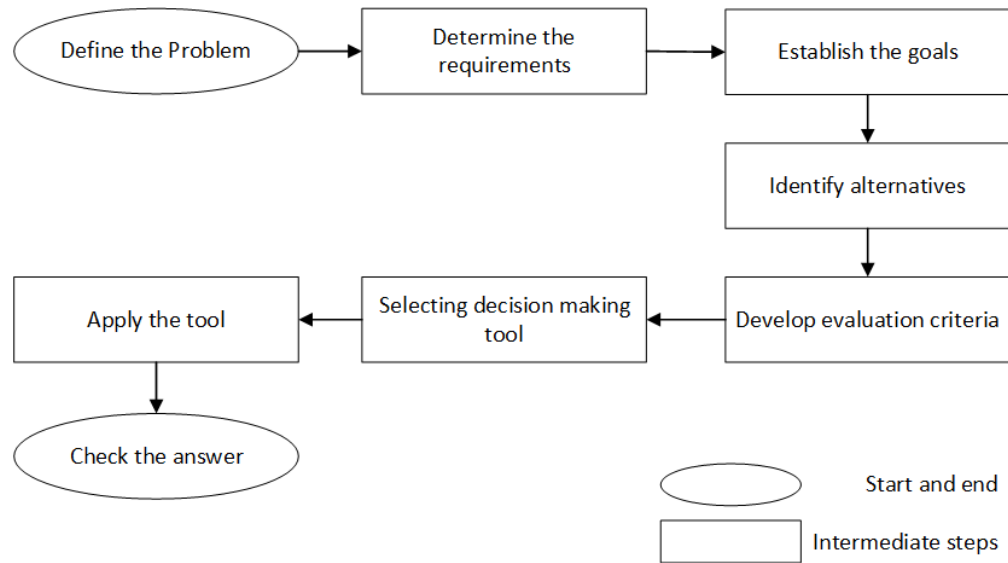 Define the Problem
Determine the
requirements
Establish the goals
Identify alternatives
Develop evaluation criteria
Selecting decision making
tool
Apply the tool
Check the answer
Start and end
Intermediate steps